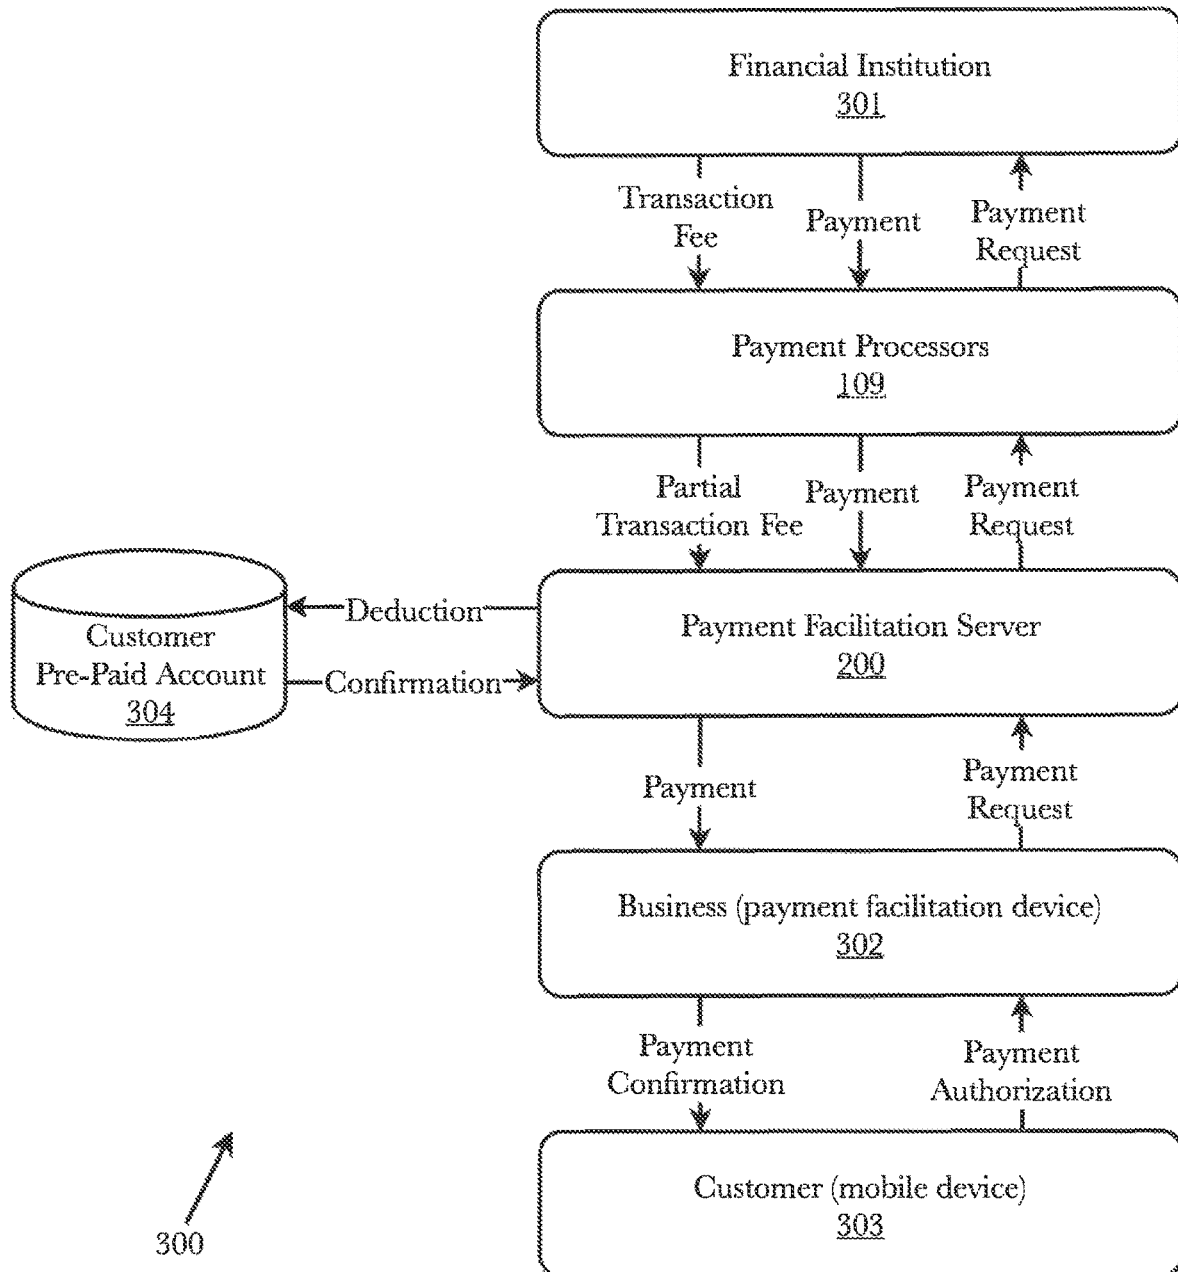 Financial Institution
301
Transaction
Fee
Payment
Payment
Request
Payment Processors
109
Partial
Transaction Fee
Payment
Payment
Request
Customer
Pre-Paid Account
304
Deduction
Confirmation
Payment Facilitation Server
200
Payment
Payment
Request
Business (payment facilitation device)
302
Payment
Confirmation
Payment
Authorization
Customer (mobile device)
303
300